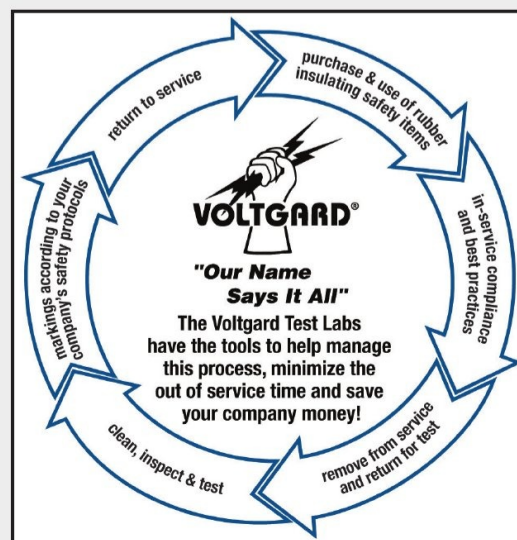 purchase & use of rubber
insulating safety items
in-service compliance
and best practices
remove from service
and return for test
clean, inspect & test
markings according to your
company's safety protocols
return to service
VOLTGARD®
"Our Name
Says It All"
The Voltgard Test Labs
have the tools to help manage
this process, minimize the
out of service time and save
your company money!